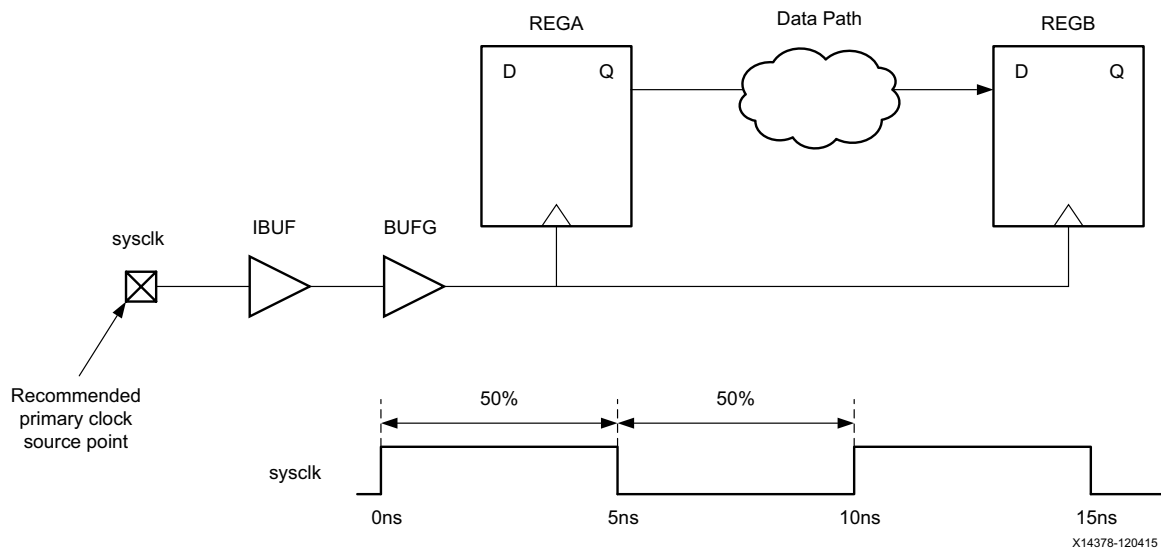 REGA
Data Path
REGB
D
Q
D
Q
IBUF
BUFG
sysclk
Recommended
primary clock
source point
50%
50%
sysclk
0ns
5ns
10ns
15ns
X14378-120415